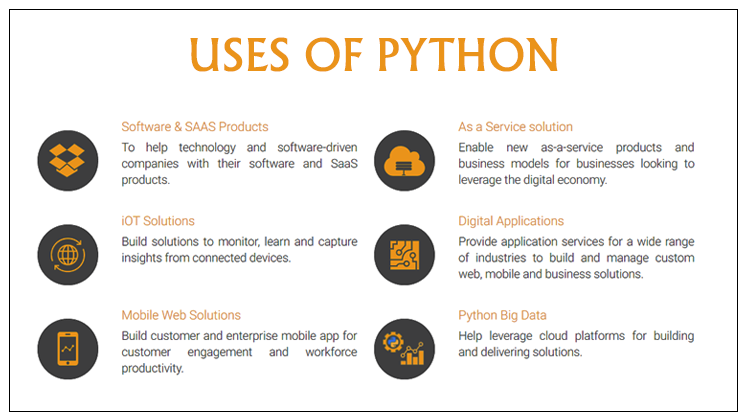 USES OF PYTHON
Software & SAAS Products
To help technology and software-driven
companies with their software and SaaS
products.
As a Service solution
Enable new as-a-service products and
business models for businesses looking to
leverage the digital economy.
iOT Solutions
Build solutions to monitor, learn and capture
insights from connected devices.
Digital Applications
Provide application services for a wide range
of industries to build and manage custom
web, mobile and business solutions.
Mobile Web Solutions
Build customer and enterprise mobile app for
customer engagement and workforce
productivity.
Python Big Data
Help leverage cloud platforms for building
and delivering solutions.